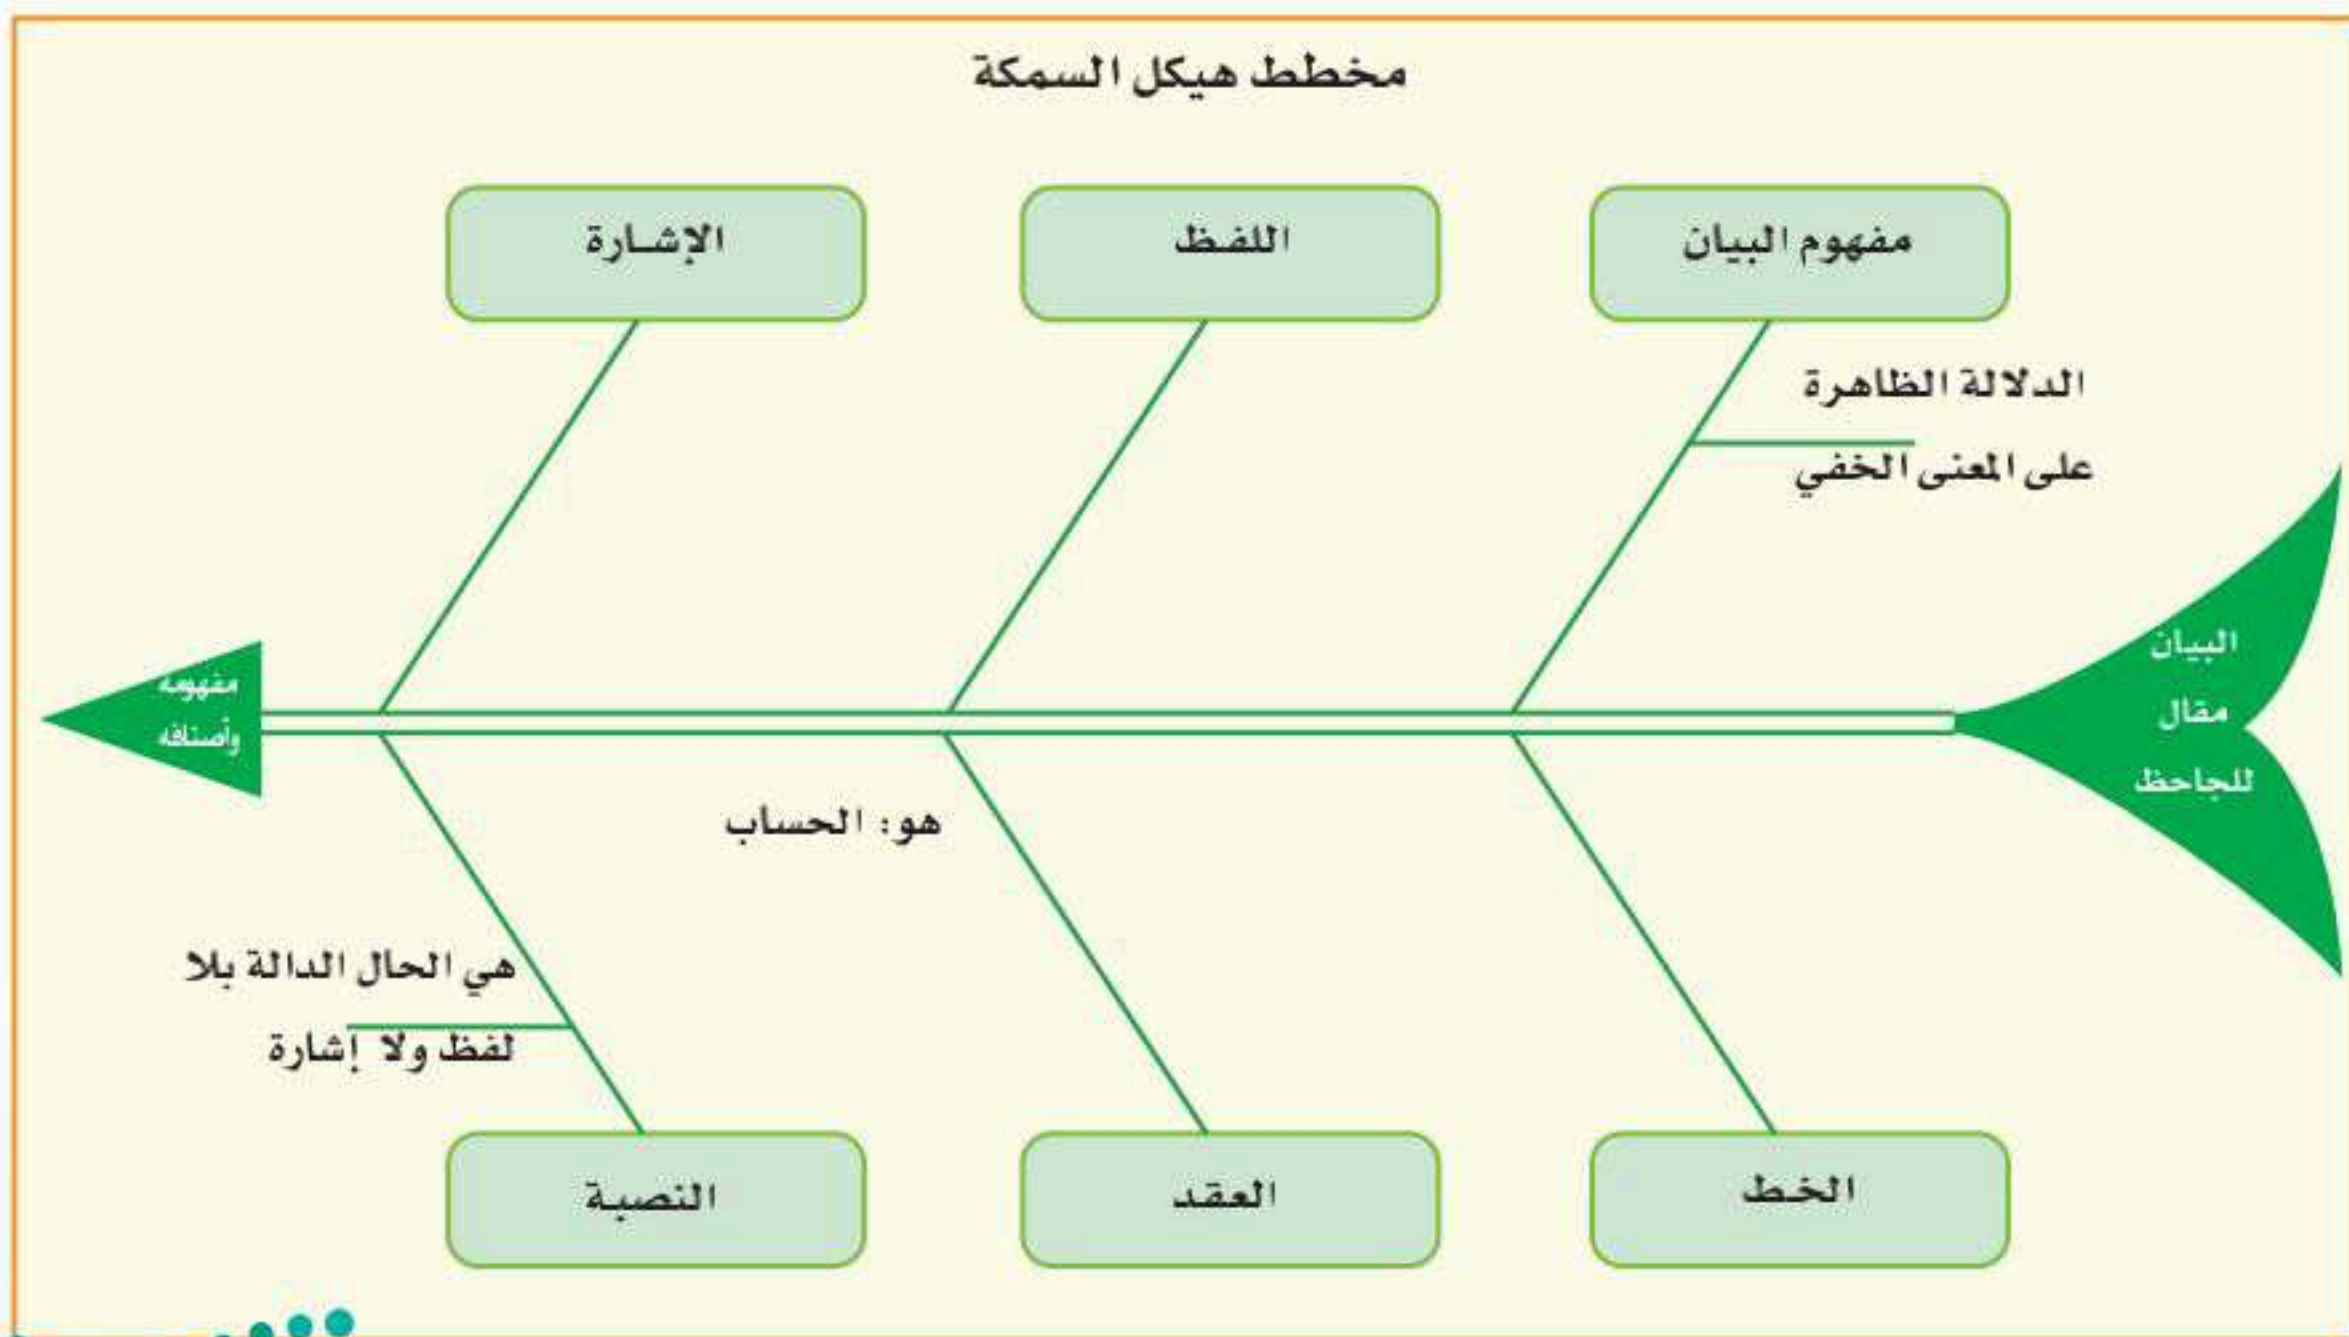 مخطط هيكل السمكة
مفهوم البيان
اللفظ
الإشارة
الدلالة الظاهرة
على المعنى الخفي
البيان
مقال
للجاحظ
مفهومه
وأصنافه
هو: الحساب
هي الحال الدالة بلا
لفظ ولا إشارة
الخط
العقد
النصبة